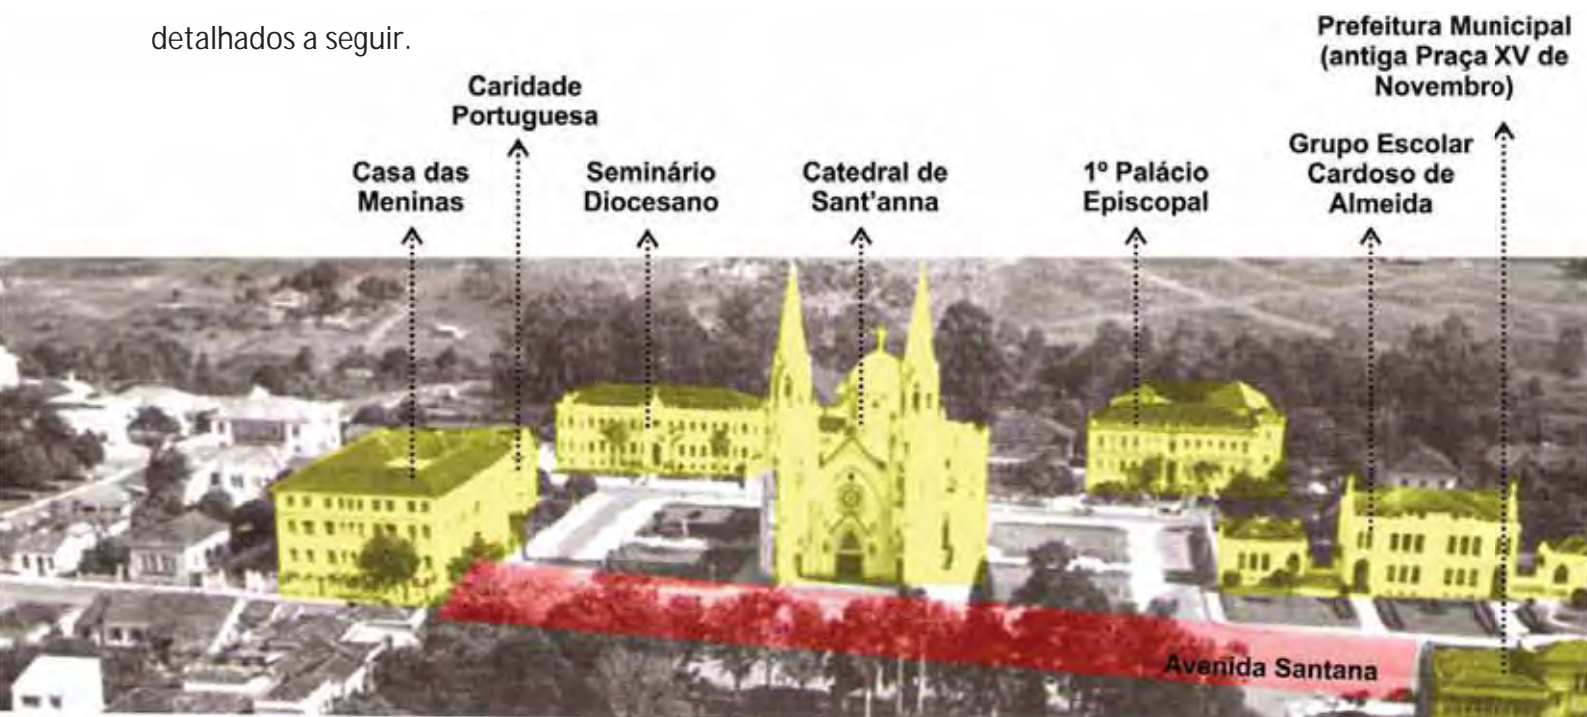 detalhados a seguir.
Prefeitura Municipal
(antiga Praça XV de
Novembro)
Caridade
Portuguesa
Grupo Escolar
Cardoso de
Almeida
Casa das
Meninas
Seminário
Diocesano
Catedral de
Sant'anna
1º Palácio
Episcopal
Avenida Santana